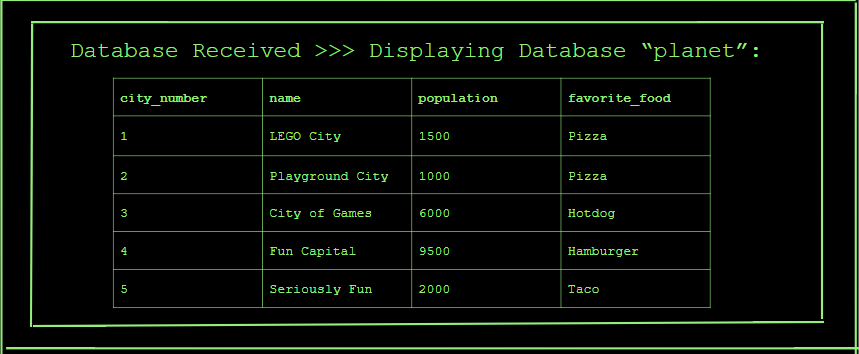 Database Received >>> Displaying Database “planet”:
city_number name population favorite_food
1 LEGO City 1500 Pizza
2 Playground City 1000 Pizza
3 City of Games 6000 Hotdog
4 Fun Capital 9500 Hamburger
5 Seriously Fun 2000 Taco